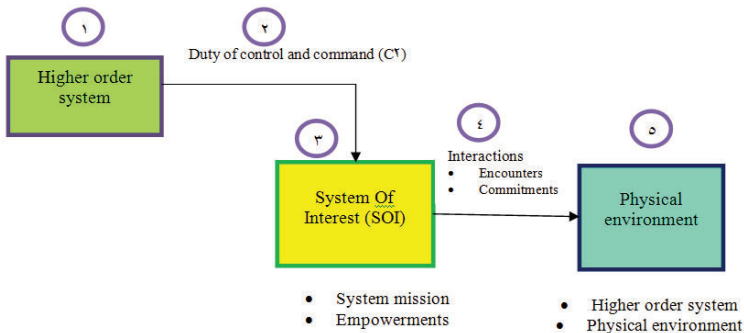 ١
٢
Duty of control and command (C٢)
Higher order
system
٣
٤
٥
Interactions
• Encounters
• Commitments
System Of
Interest (SOI)
Physical
environment
• System mission
• Empowerments
• Higher order system
• Physical environment